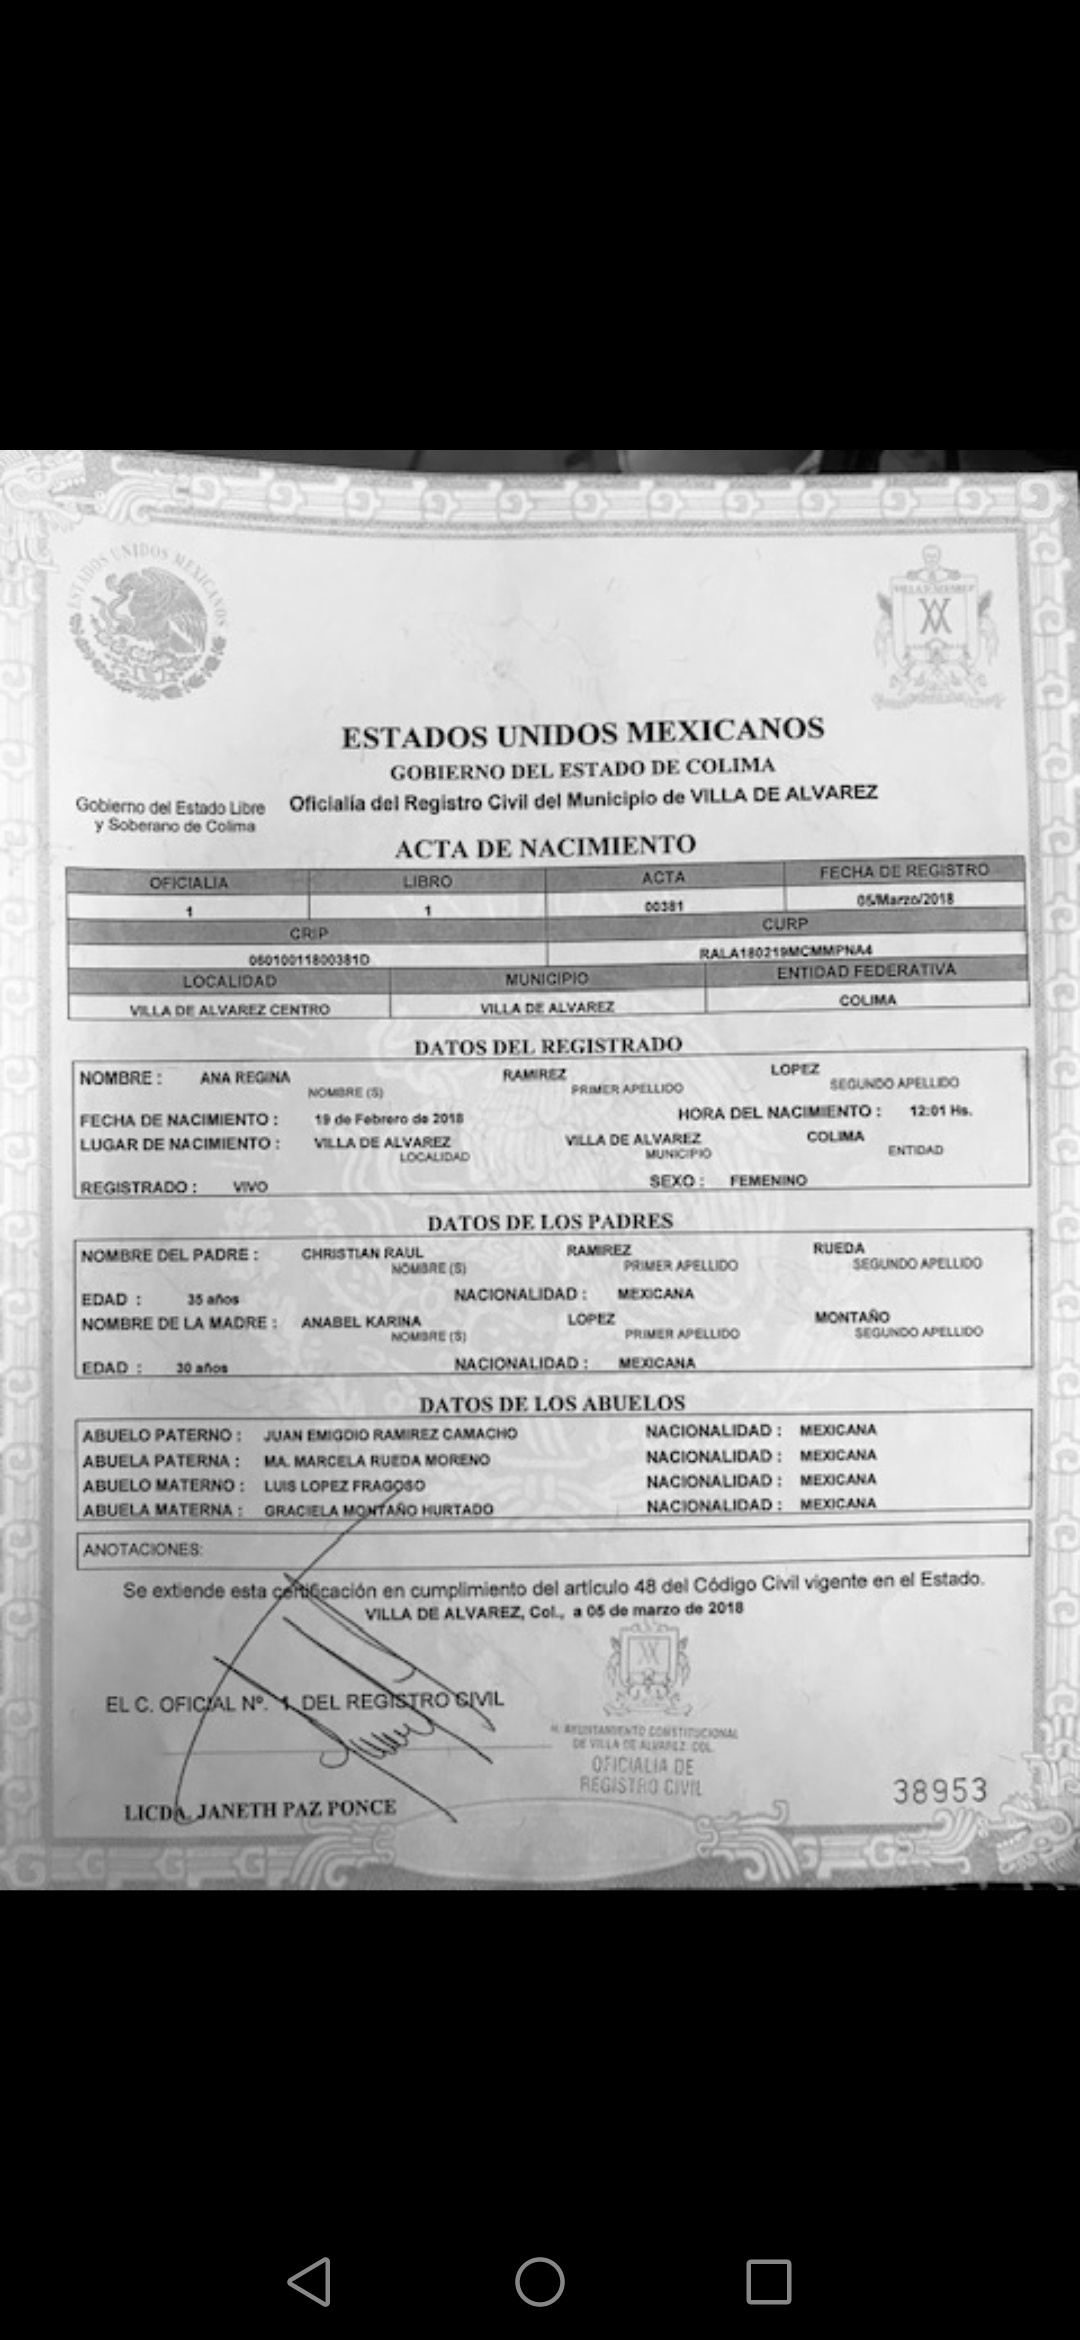 ESTADOS UNIDOS MEXICANOS
ESTADOS UNIDOS MEXICANOS
GOBIERNO DEL ESTADO DE COLIMA
Gobierno del Estado Libre
y Soberano de Colima
Oficialía del Registro Civil del Municipio de VILLA DE ALVAREZ
ACTA DE NACIMIENTO
OFICIALIA LIBRO ACTA FECHA DE REGISTRO
1 1 00381 05/Marzo/2018
CRIP CURP
06010011800381D RALA180219MCMMPNA4
LOCALIDAD MUNICIPIO ENTIDAD FEDERATIVA
VILLA DE ALVAREZ CENTRO VILLA DE ALVAREZ COLIMA
DATOS DEL REGISTRADO
NOMBRE : ANA REGINA RAMIREZ LOPEZ
NOMBRE (S) PRIMER APELLIDO SEGUNDO APELLIDO
FECHA DE NACIMIENTO : 19 de Febrero de 2018 HORA DEL NACIMIENTO : 12:01 Hs.
LUGAR DE NACIMIENTO : VILLA DE ALVAREZ VILLA DE ALVAREZ COLIMA
LOCALIDAD MUNICIPIO ENTIDAD
REGISTRADO : VIVO SEXO : FEMENINO
DATOS DE LOS PADRES
NOMBRE DEL PADRE : CHRISTIAN RAUL RAMIREZ RUEDA
NOMBRE (S) PRIMER APELLIDO SEGUNDO APELLIDO
EDAD : 35 años NACIONALIDAD : MEXICANA
NOMBRE DE LA MADRE : ANABEL KARINA LOPEZ MONTAÑO
NOMBRE (S) PRIMER APELLIDO SEGUNDO APELLIDO
EDAD : 30 años NACIONALIDAD : MEXICANA
DATOS DE LOS ABUELOS
ABUELO PATERNO : JUAN EMIGDIO RAMIREZ CAMACHO NACIONALIDAD : MEXICANA
ABUELA PATERNA : MA. MARCELA RUEDA MORENO NACIONALIDAD : MEXICANA
ABUELO MATERNO : LUIS LOPEZ FRAGOSO NACIONALIDAD : MEXICANA
ABUELA MATERNA : GRACIELA MONTAÑO HURTADO NACIONALIDAD : MEXICANA
ANOTACIONES:
Se extiende esta certificación en cumplimiento del artículo 48 del Código Civil vigente en el Estado.
VILLA DE ALVAREZ, Col., a 05 de marzo de 2018
EL C. OFICIAL Nº. 1 DEL REGISTRO CIVIL
H. AYUNTAMIENTO CONSTITUCIONAL
DE VILLA DE ALVAREZ, COL.
OFICIALIA DE
REGISTRO CIVIL
38953
LICDA. JANETH PAZ PONCE